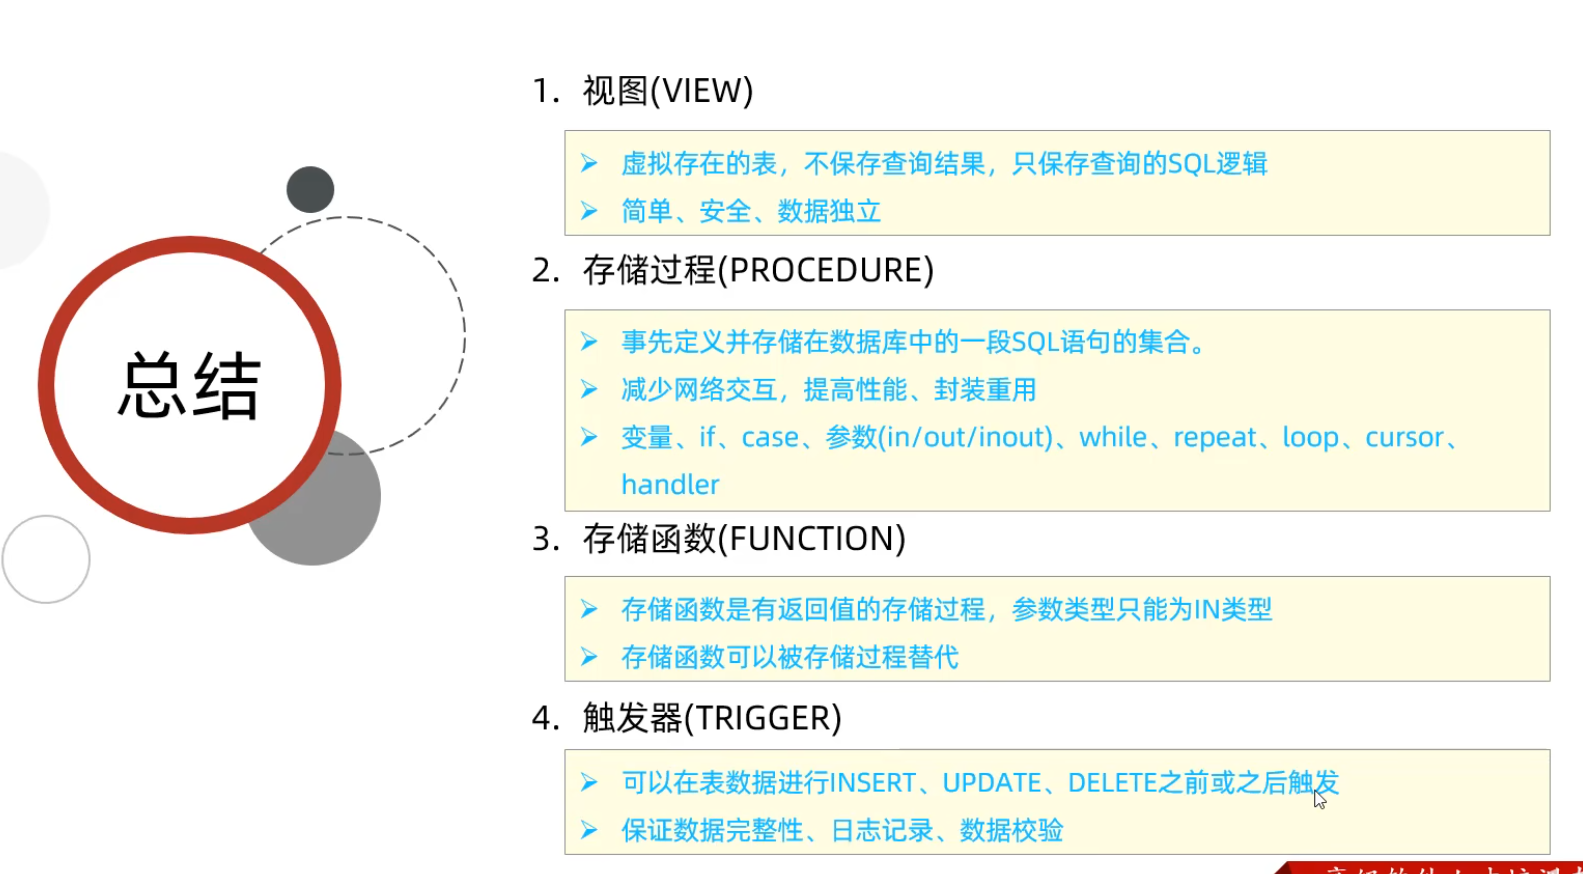 总结
1. 视图(VIEW)
虚拟存在的表，不保存查询结果，只保存查询的SQL逻辑
简单、安全、数据独立
2. 存储过程(PROCEDURE)
事先定义并存储在数据库中的一段SQL语句的集合。
减少网络交互，提高性能、封装重用
变量、if、case、参数(in/out/inout)、while、repeat、loop、cursor、
handler
3. 存储函数(FUNCTION)
存储函数是有返回值的存储过程，参数类型只能为IN类型
存储函数可以被存储过程替代
4. 触发器(TRIGGER)
可以在表数据进行INSERT、UPDATE、DELETE之前或之后触发
保证数据完整性、日志记录、数据校验